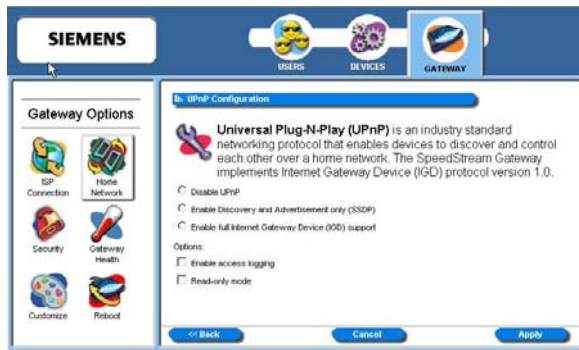 SIEMENS
USERS
DEVICES
GATEWAY
Gateway Options
ISP
Connection
Home
Network
Security
Gateway
Health
Customize
Reboot
UPnP Configuration
Universal Plug-N-Play (UPnP) is an industry standard
networking protocol that enables devices to discover and control
each other over a home network. The SpeedStream Gateway
implements Internet Gateway Device (IGD) protocol version 1.0.
Disable UPnP
Enable Discovery and Advertisement only (SSDP)
Enable full Internet Gateway Device (IGD) support
Options:
Enable access logging
Read-only mode
<< Back
Cancel
Apply